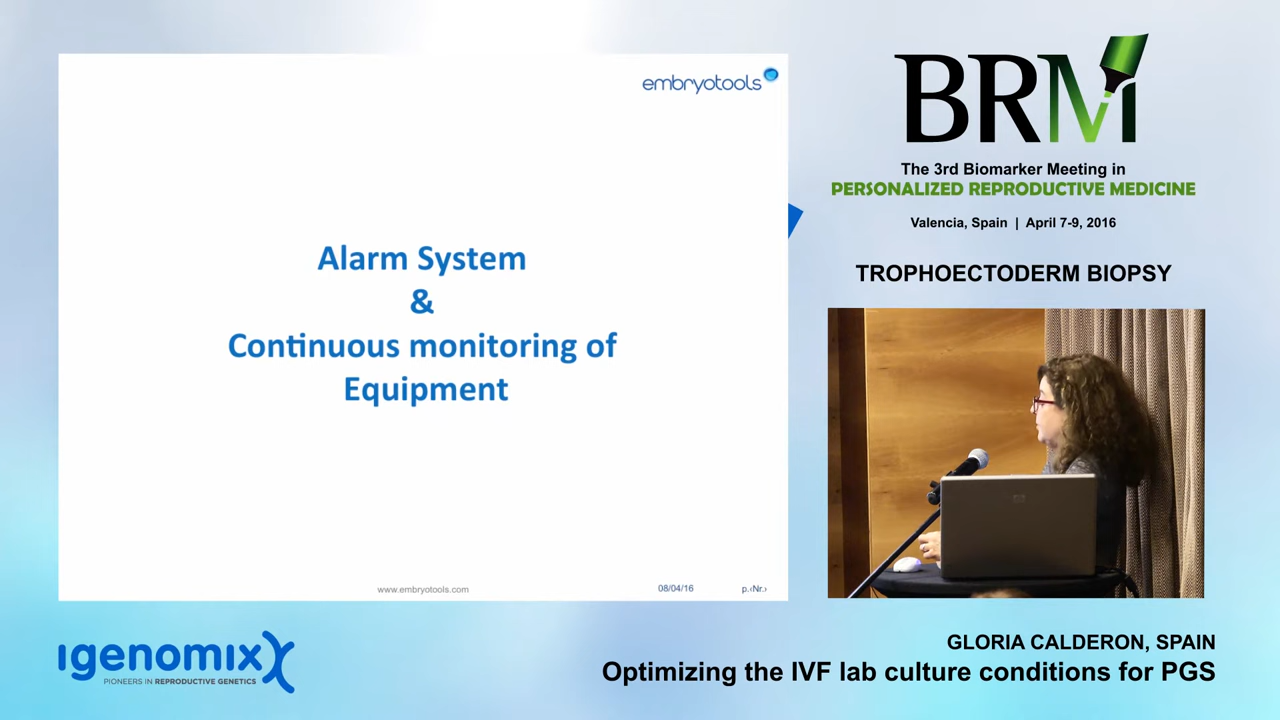 embryotools
Alarm System
&
Continuous monitoring of
Equipment
www.embryotools.com
08/04/16
p.‹Nr.›
BRM
The 3rd Biomarker Meeting in
PERSONALIZED REPRODUCTIVE MEDICINE
Valencia, Spain | April 7-9, 2016
TROPHOECTODERM BIOPSY
igenomix
PIONEERS IN REPRODUCTIVE GENETICS
GLORIA CALDERON, SPAIN
Optimizing the IVF lab culture conditions for PGS